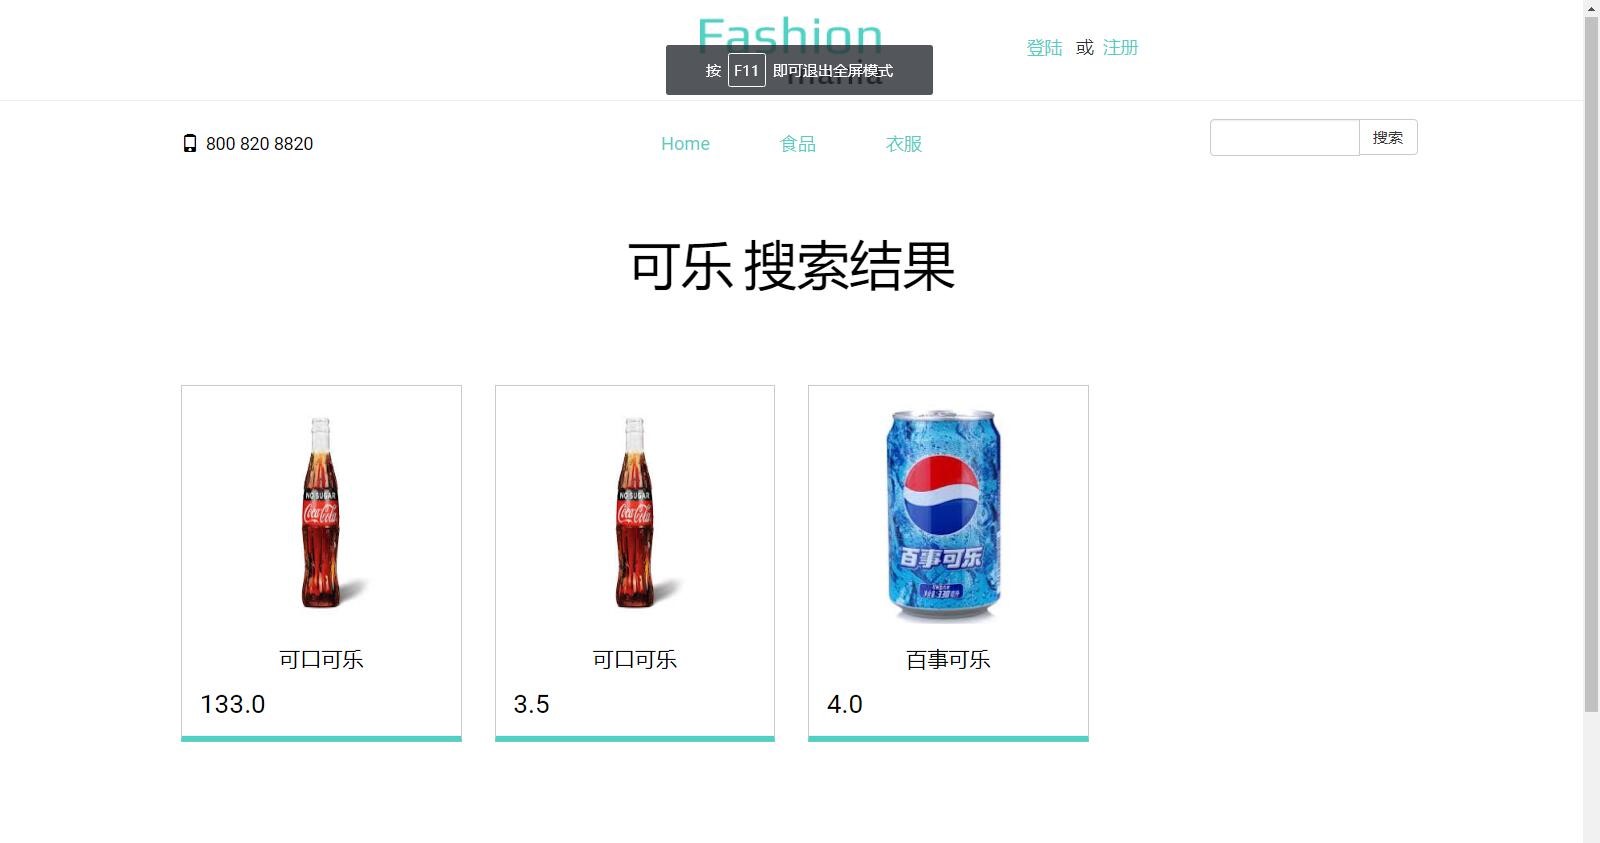 Fashion
mania
登陆 或 注册
按 F11 即可退出全屏模式
800 820 8820
Home 食品 衣服
搜索
可乐 搜索结果
NO SUGAR
Coca-Cola
NO SUGAR
Coca-Cola
百事可乐
可口可乐
133.0
可口可乐
3.5
百事可乐
4.0